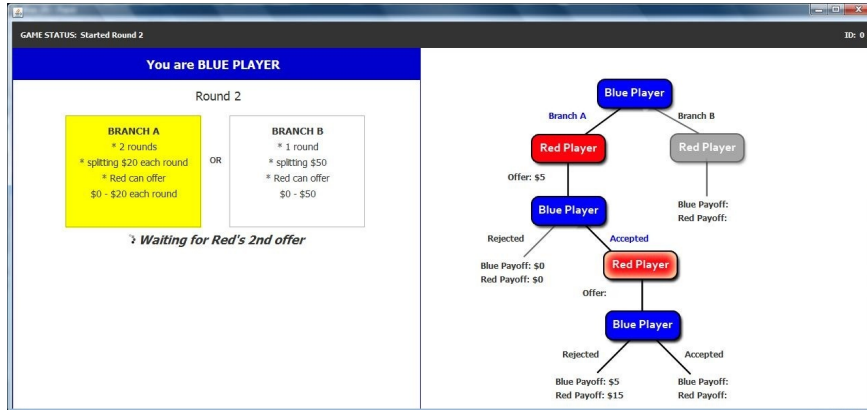 GAME STATUS: Started Round 2
ID: 0
You are BLUE PLAYER
Round 2
BRANCH A
* 2 rounds
* splitting $20 each round
* Red can offer
$0 - $20 each round
OR
BRANCH B
* 1 round
* splitting $50
* Red can offer
$0 - $50
Waiting for Red's 2nd offer
Blue Player
Branch A
Branch B
Red Player
Red Player
Offer: $5
Blue Player
Blue Payoff:
Red Payoff:
Rejected
Accepted
Blue Payoff: $0
Red Payoff: $0
Red Player
Offer:
Blue Player
Rejected
Accepted
Blue Payoff: $5
Red Payoff: $15
Blue Payoff:
Red Payoff: